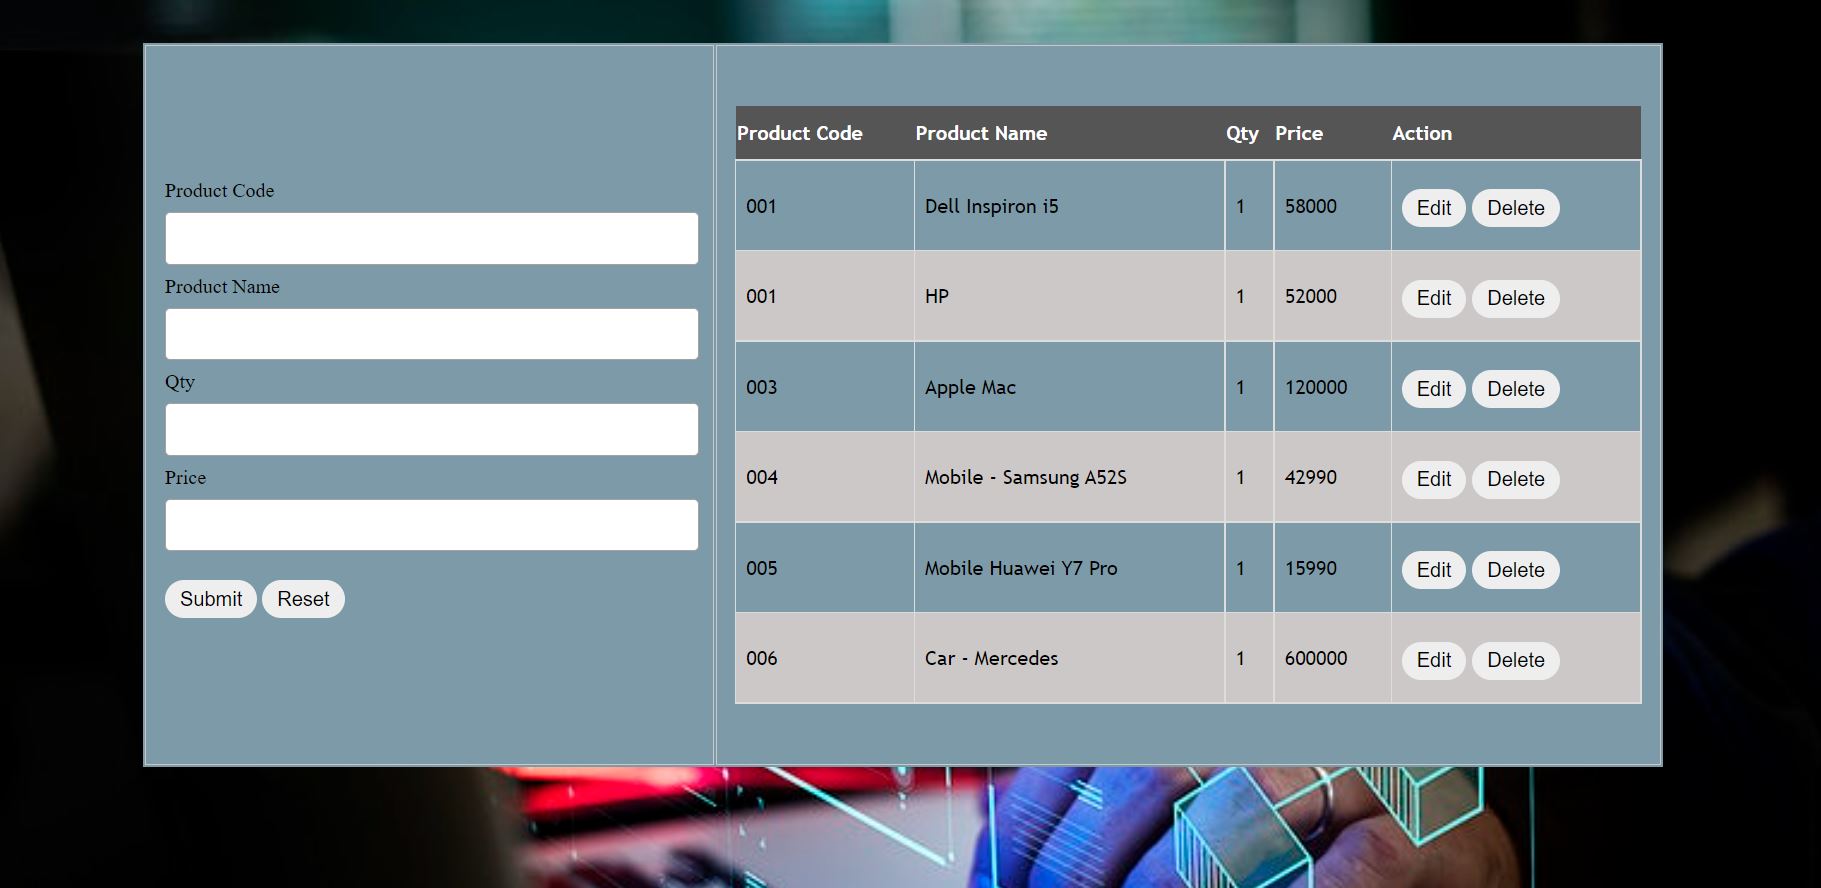 Product Code
Product Name
Qty
Price
Submit Reset
Product Code Product Name Qty Price Action
001 Dell Inspiron i5 1 58000 Edit Delete
001 HP 1 52000 Edit Delete
003 Apple Mac 1 120000 Edit Delete
004 Mobile - Samsung A52S 1 42990 Edit Delete
005 Mobile Huawei Y7 Pro 1 15990 Edit Delete
006 Car - Mercedes 1 600000 Edit Delete